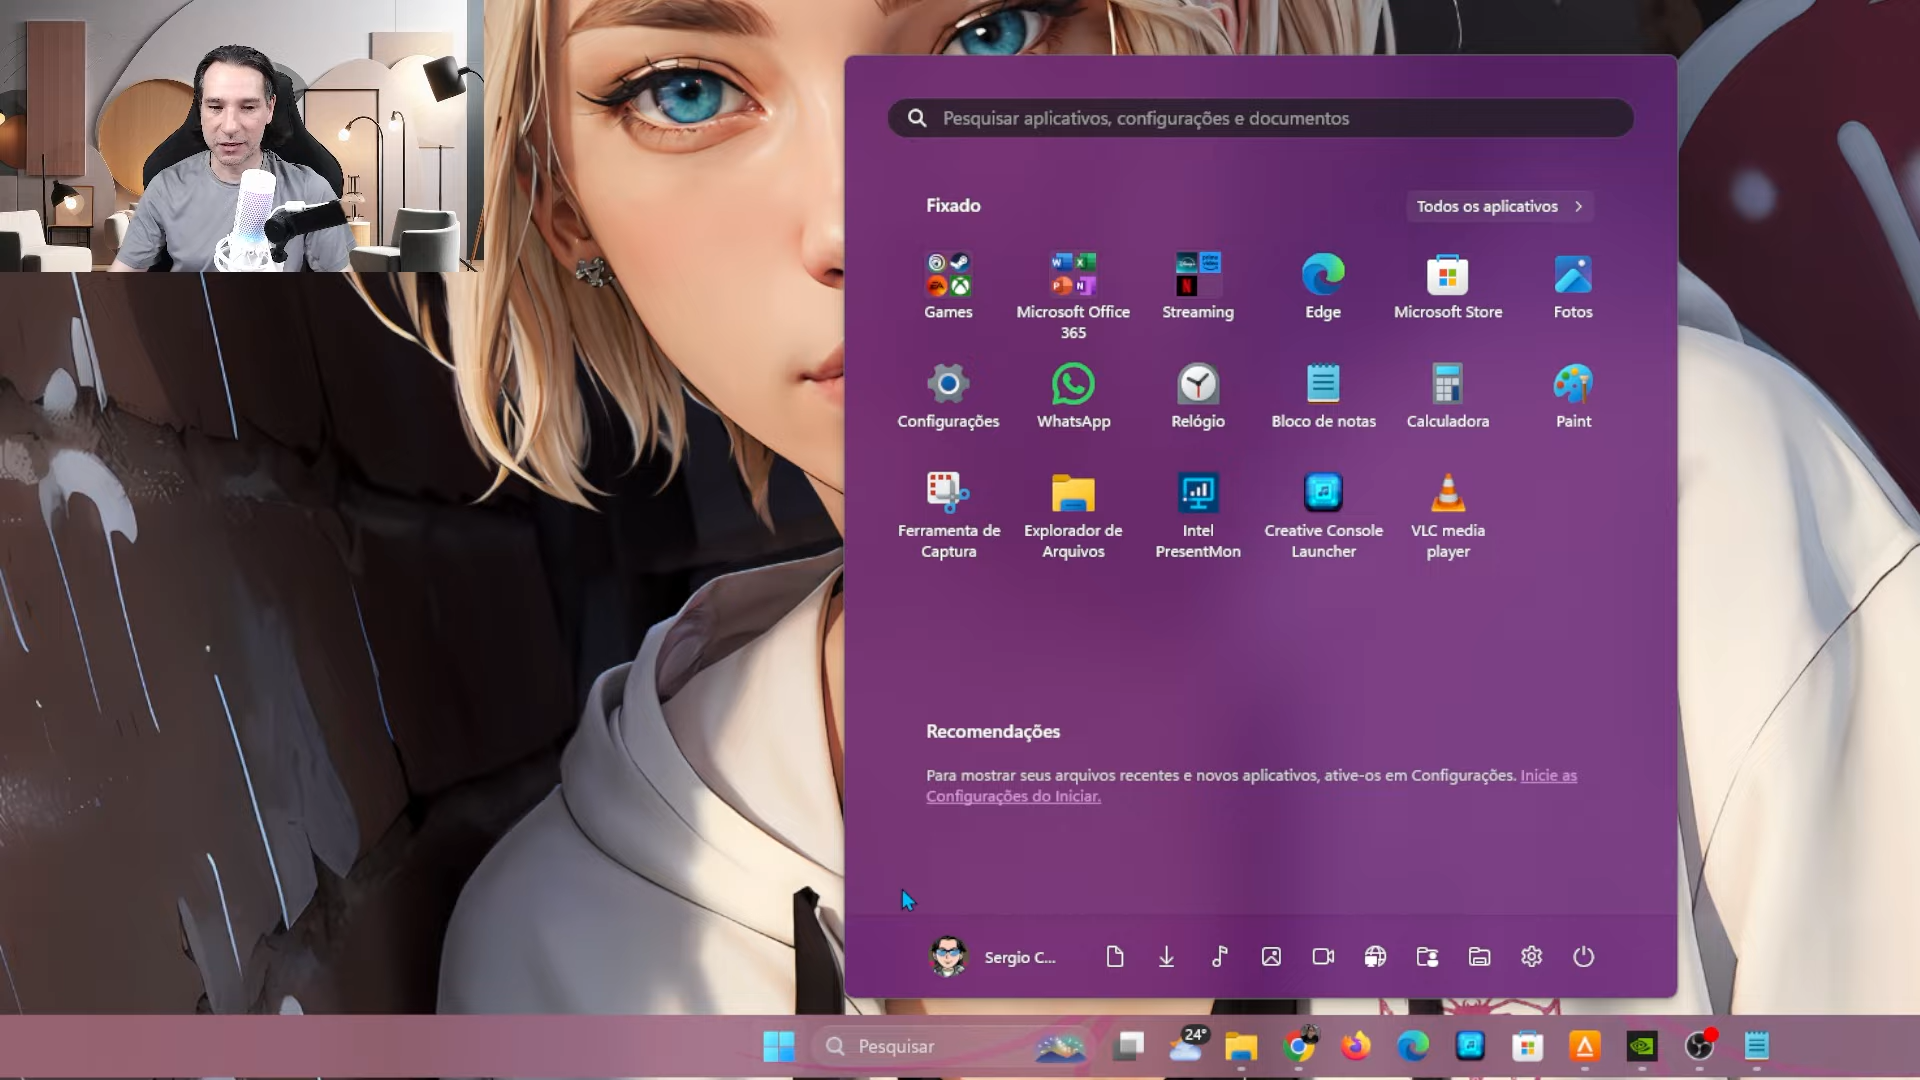 Pesquisar aplicativos, configurações e documentos
Fixado
Todos os aplicativos
Games
Microsoft Office
365
Streaming
Edge
Microsoft Store
Fotos
Configurações
WhatsApp
Relógio
Bloco de notas
Calculadora
Paint
Ferramenta de
Captura
Explorador de
Arquivos
Intel
PresentMon
Creative Console
Launcher
VLC media
player
Recomendações
Para mostrar seus arquivos recentes e novos aplicativos, ative-os em Configurações. Inicie as
Configurações do Iniciar.
Sergio C...
Pesquisar
24°